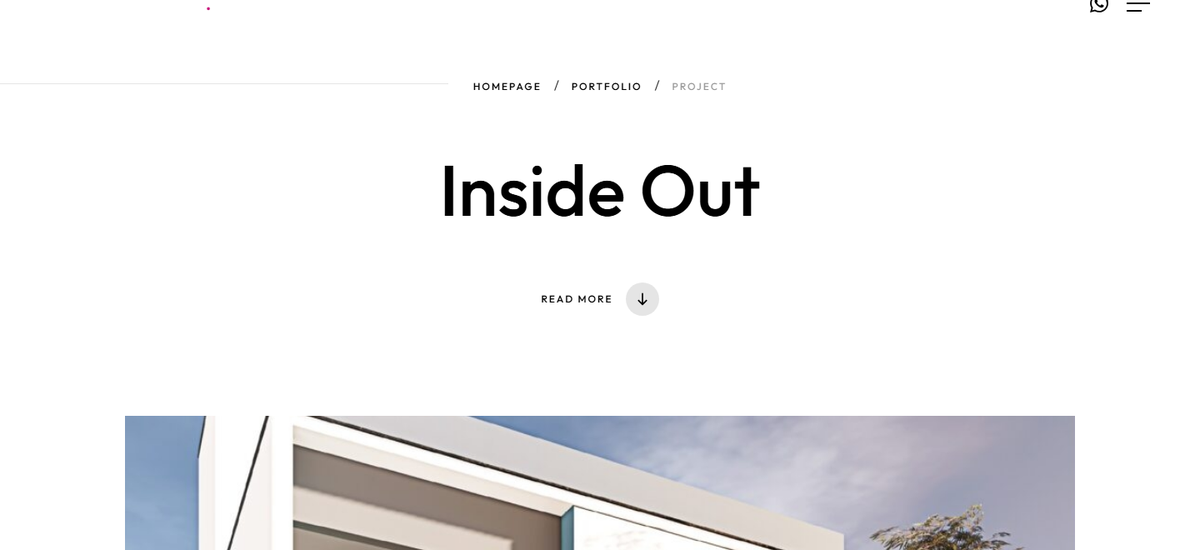 HOMEPAGE / PORTFOLIO / PROJECT
Inside Out
READ MORE